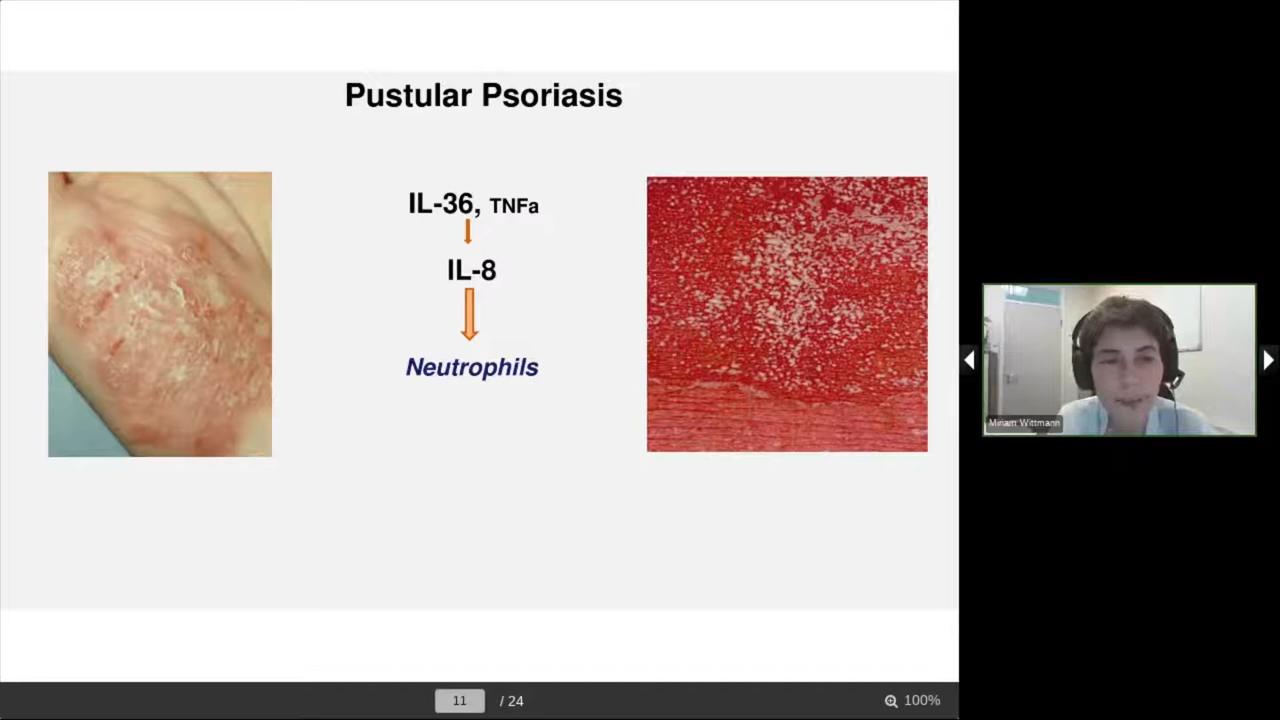 Pustular Psoriasis
IL-36, TNFa
IL-8
Neutrophils
Miriam Wittmann
11 / 24
100%